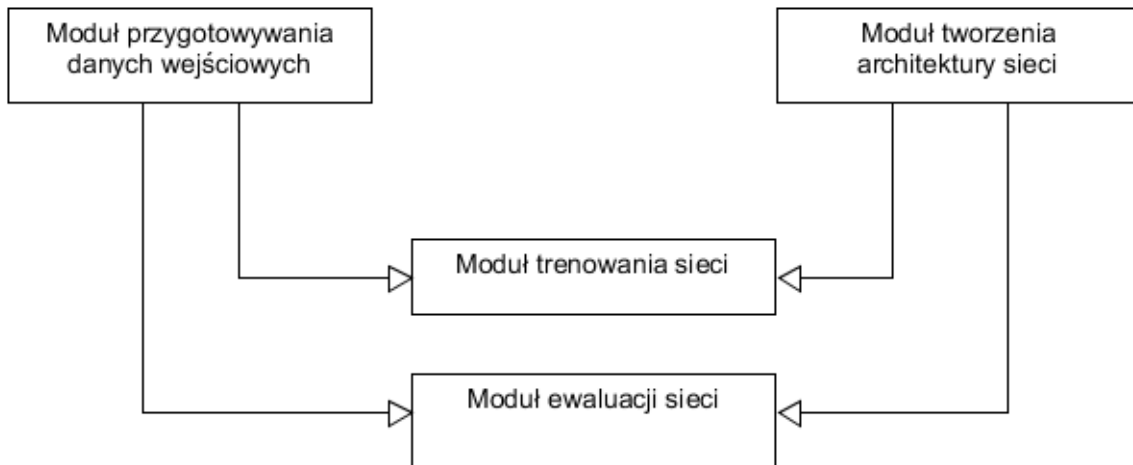 Moduł przygotowywania
danych wejściowych
Moduł tworzenia
architektury sieci
Moduł trenowania sieci
Moduł ewaluacji sieci